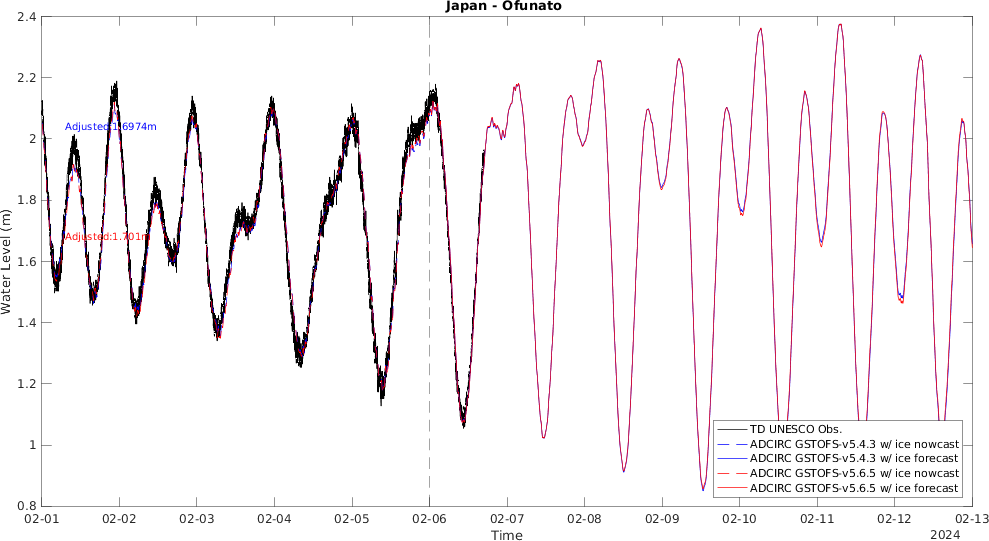 Japan - Ofunato
2.4
2.2
2
1.8
1.6
1.4
1.2
1
0.8
Water Level (m)
Adjusted:1.6974m
Adjusted:1.701m
TD UNESCO Obs.
ADCIRC GSTOFS-v5.4.3 w/ ice nowcast
ADCIRC GSTOFS-v5.4.3 w/ ice forecast
ADCIRC GSTOFS-v5.6.5 w/ ice nowcast
ADCIRC GSTOFS-v5.6.5 w/ ice forecast
02-01 02-02 02-03 02-04 02-05 02-06 02-07 02-08 02-09 02-10 02-11 02-12 02-13
Time
2024